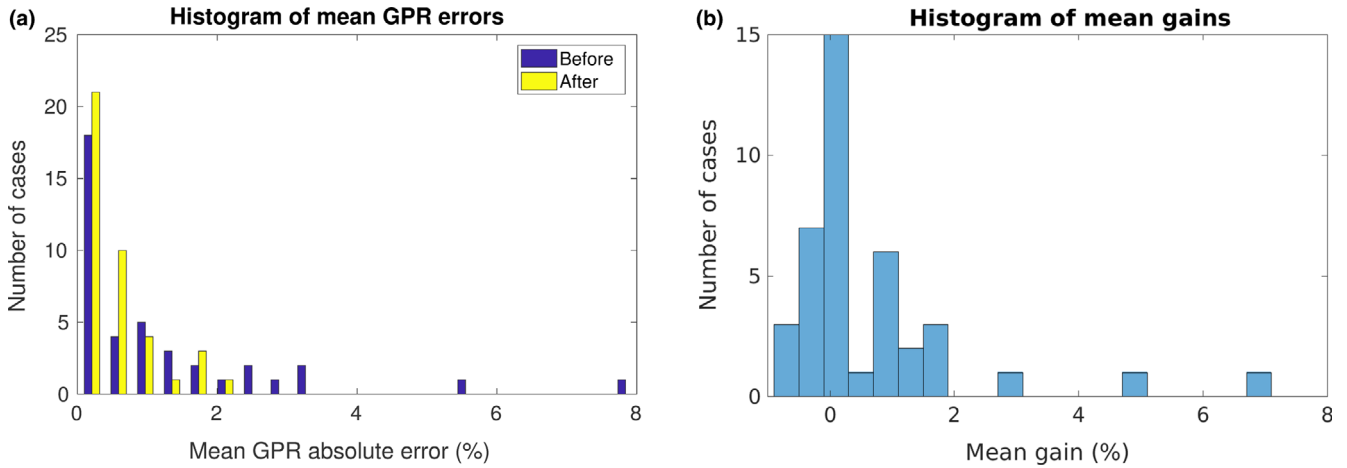 (a)
Histogram of mean GPR errors
25
20
15
10
5
0
Number of cases
Before
After
0 2 4 6 8
Mean GPR absolute error (%)
(b)
Histogram of mean gains
15
10
5
0
Number of cases
0 2 4 6 8
Mean gain (%)